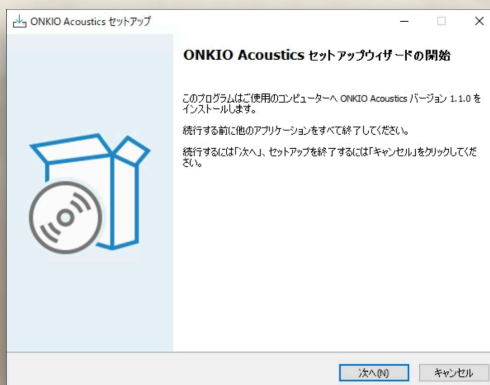 ONKIO Acoustics セットアップ
ONKIO Acoustics セットアップウィザードの開始
このプログラムはご使用のコンピューターへ ONKIO Acoustics バージョン 1.1.0 を
インストールします。
続行する前に他のアプリケーションをすべて終了してください。
続行するには「次へ」、セットアップを終了するには「キャンセル」をクリックしてくだ
さい。
次へ(N)
キャンセル